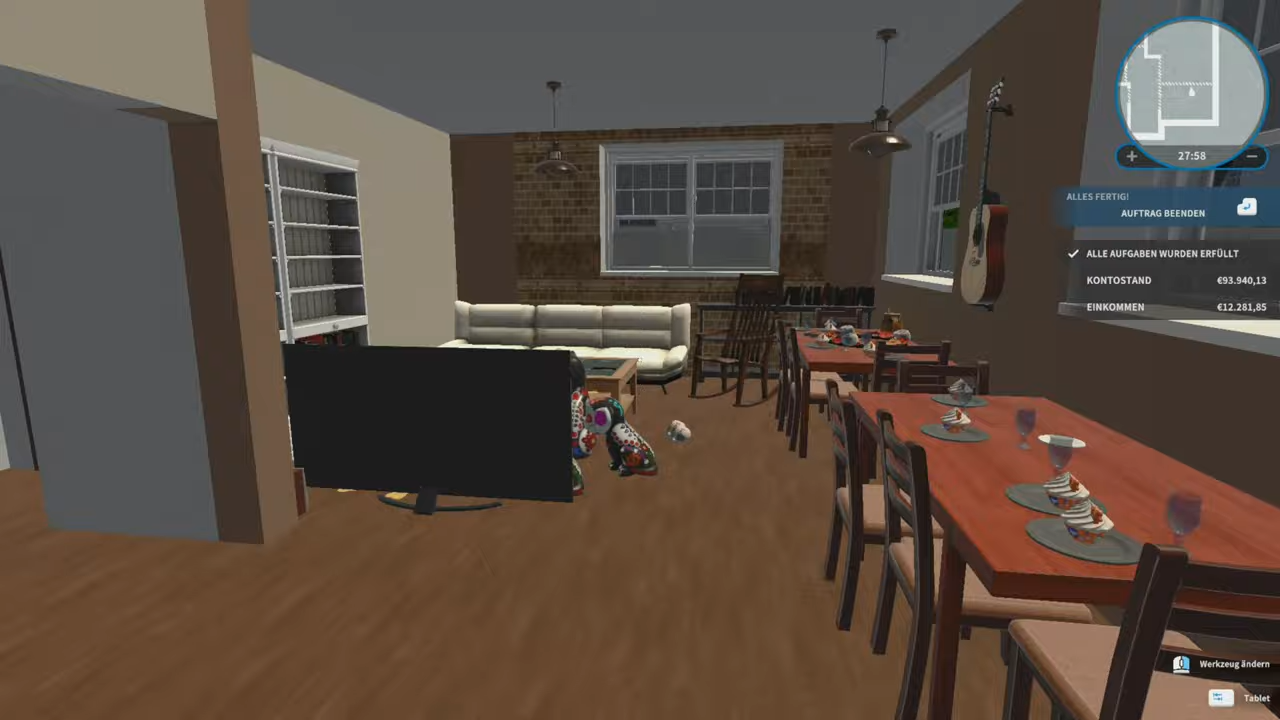 27:58
ALLES FERTIG!
AUFTRAG BEENDEN
ALLE AUFGABEN WURDEN ERFÜLLT
KONTOSTAND €93.940,13
EINKOMMEN €12.281,85
Werkzeug ändern
Tablet